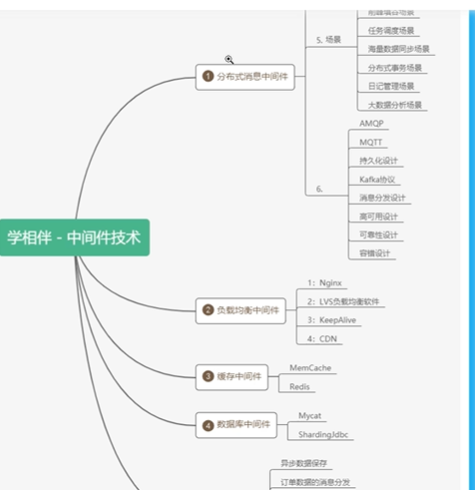 5. 场景
任务调度场景
海量数据同步场景
分布式事务场景
日记管理场景
大数据分析场景
1 分布式消息中间件
6.
AMQP
MQTT
持久化设计
Kafka协议
消息分发设计
高可用设计
可靠性设计
容错设计
学相伴 - 中间件技术
2 负载均衡中间件
1：Nginx
2：LVS负载均衡软件
3：KeepAlive
4：CDN
3 缓存中间件
MemCache
Redis
4 数据库中间件
Mycat
ShardingJdbc
异步数据保存
订单数据的消息分发